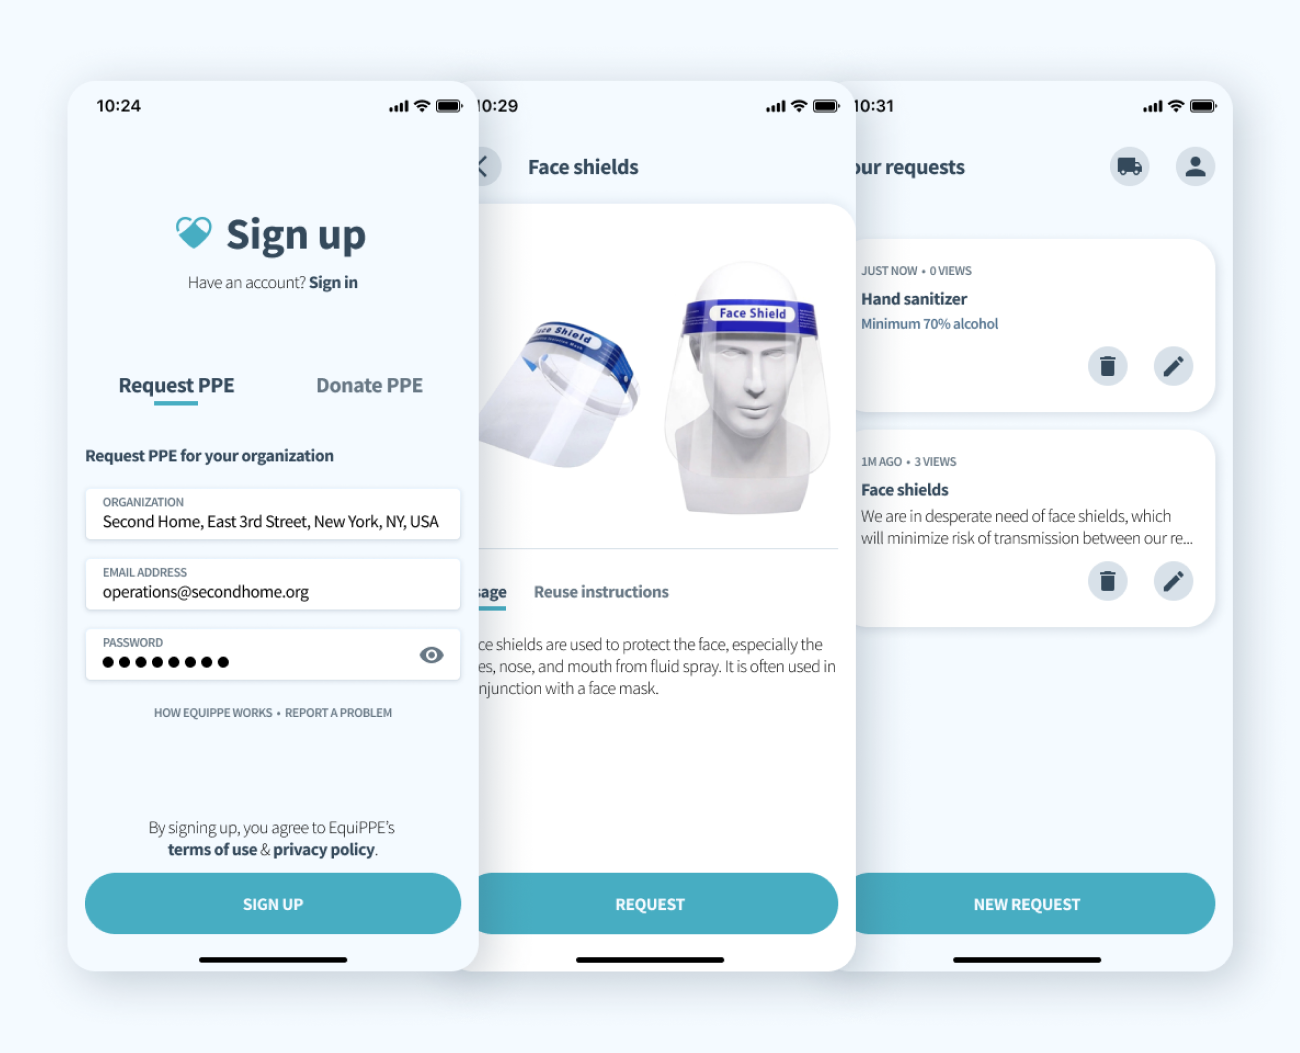 10:24
Sign up
Have an account? Sign in
Request PPE
Donate PPE
Request PPE for your organization
ORGANIZATION
Second Home, East 3rd Street, New York, NY, USA
EMAIL ADDRESS
operations@secondhome.org
PASSWORD
HOW EQUIPPE WORKS • REPORT A PROBLEM
By signing up, you agree to EquiPPE's
terms of use & privacy policy.
SIGN UP
10:29
Face shields
Face Shield
Face Shield
sage
Reuse instructions
ce shields are used to protect the face, especially the
es, nose, and mouth from fluid spray. It is often used in
njunction with a face mask.
REQUEST
10:31
our requests
JUST NOW • 0 VIEWS
Hand sanitizer
Minimum 70% alcohol
1M AGO • 3 VIEWS
Face shields
We are in desperate need of face shields, which
will minimize risk of transmission between our re...
NEW REQUEST